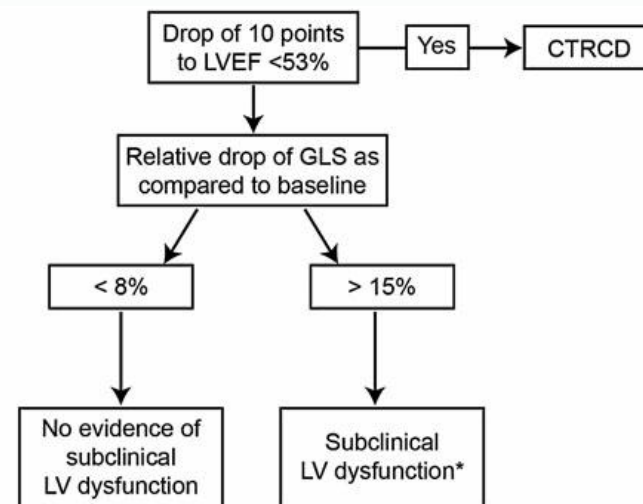 Drop of 10 points
to LVEF <53%
Yes
CTRCD
Relative drop of GLS as
compared to baseline
< 8%
> 15%
No evidence of
subclinical
LV dysfunction
Subclinical
LV dysfunction*